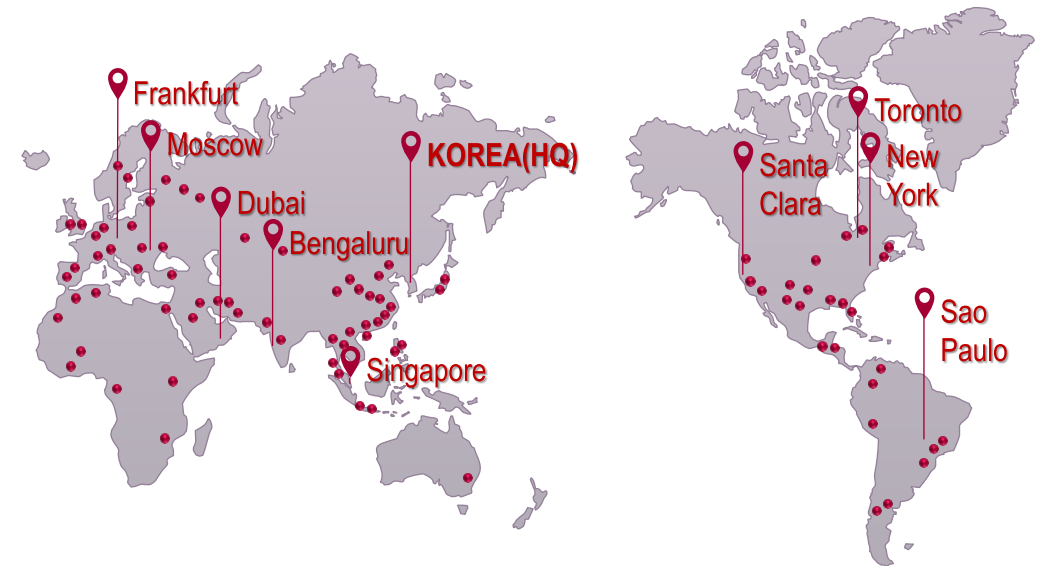 Frankfurt
Moscow
KOREA(HQ)
Dubai
Bengaluru
Singapore
Toronto
New
York
Santa
Clara
Sao
Paulo